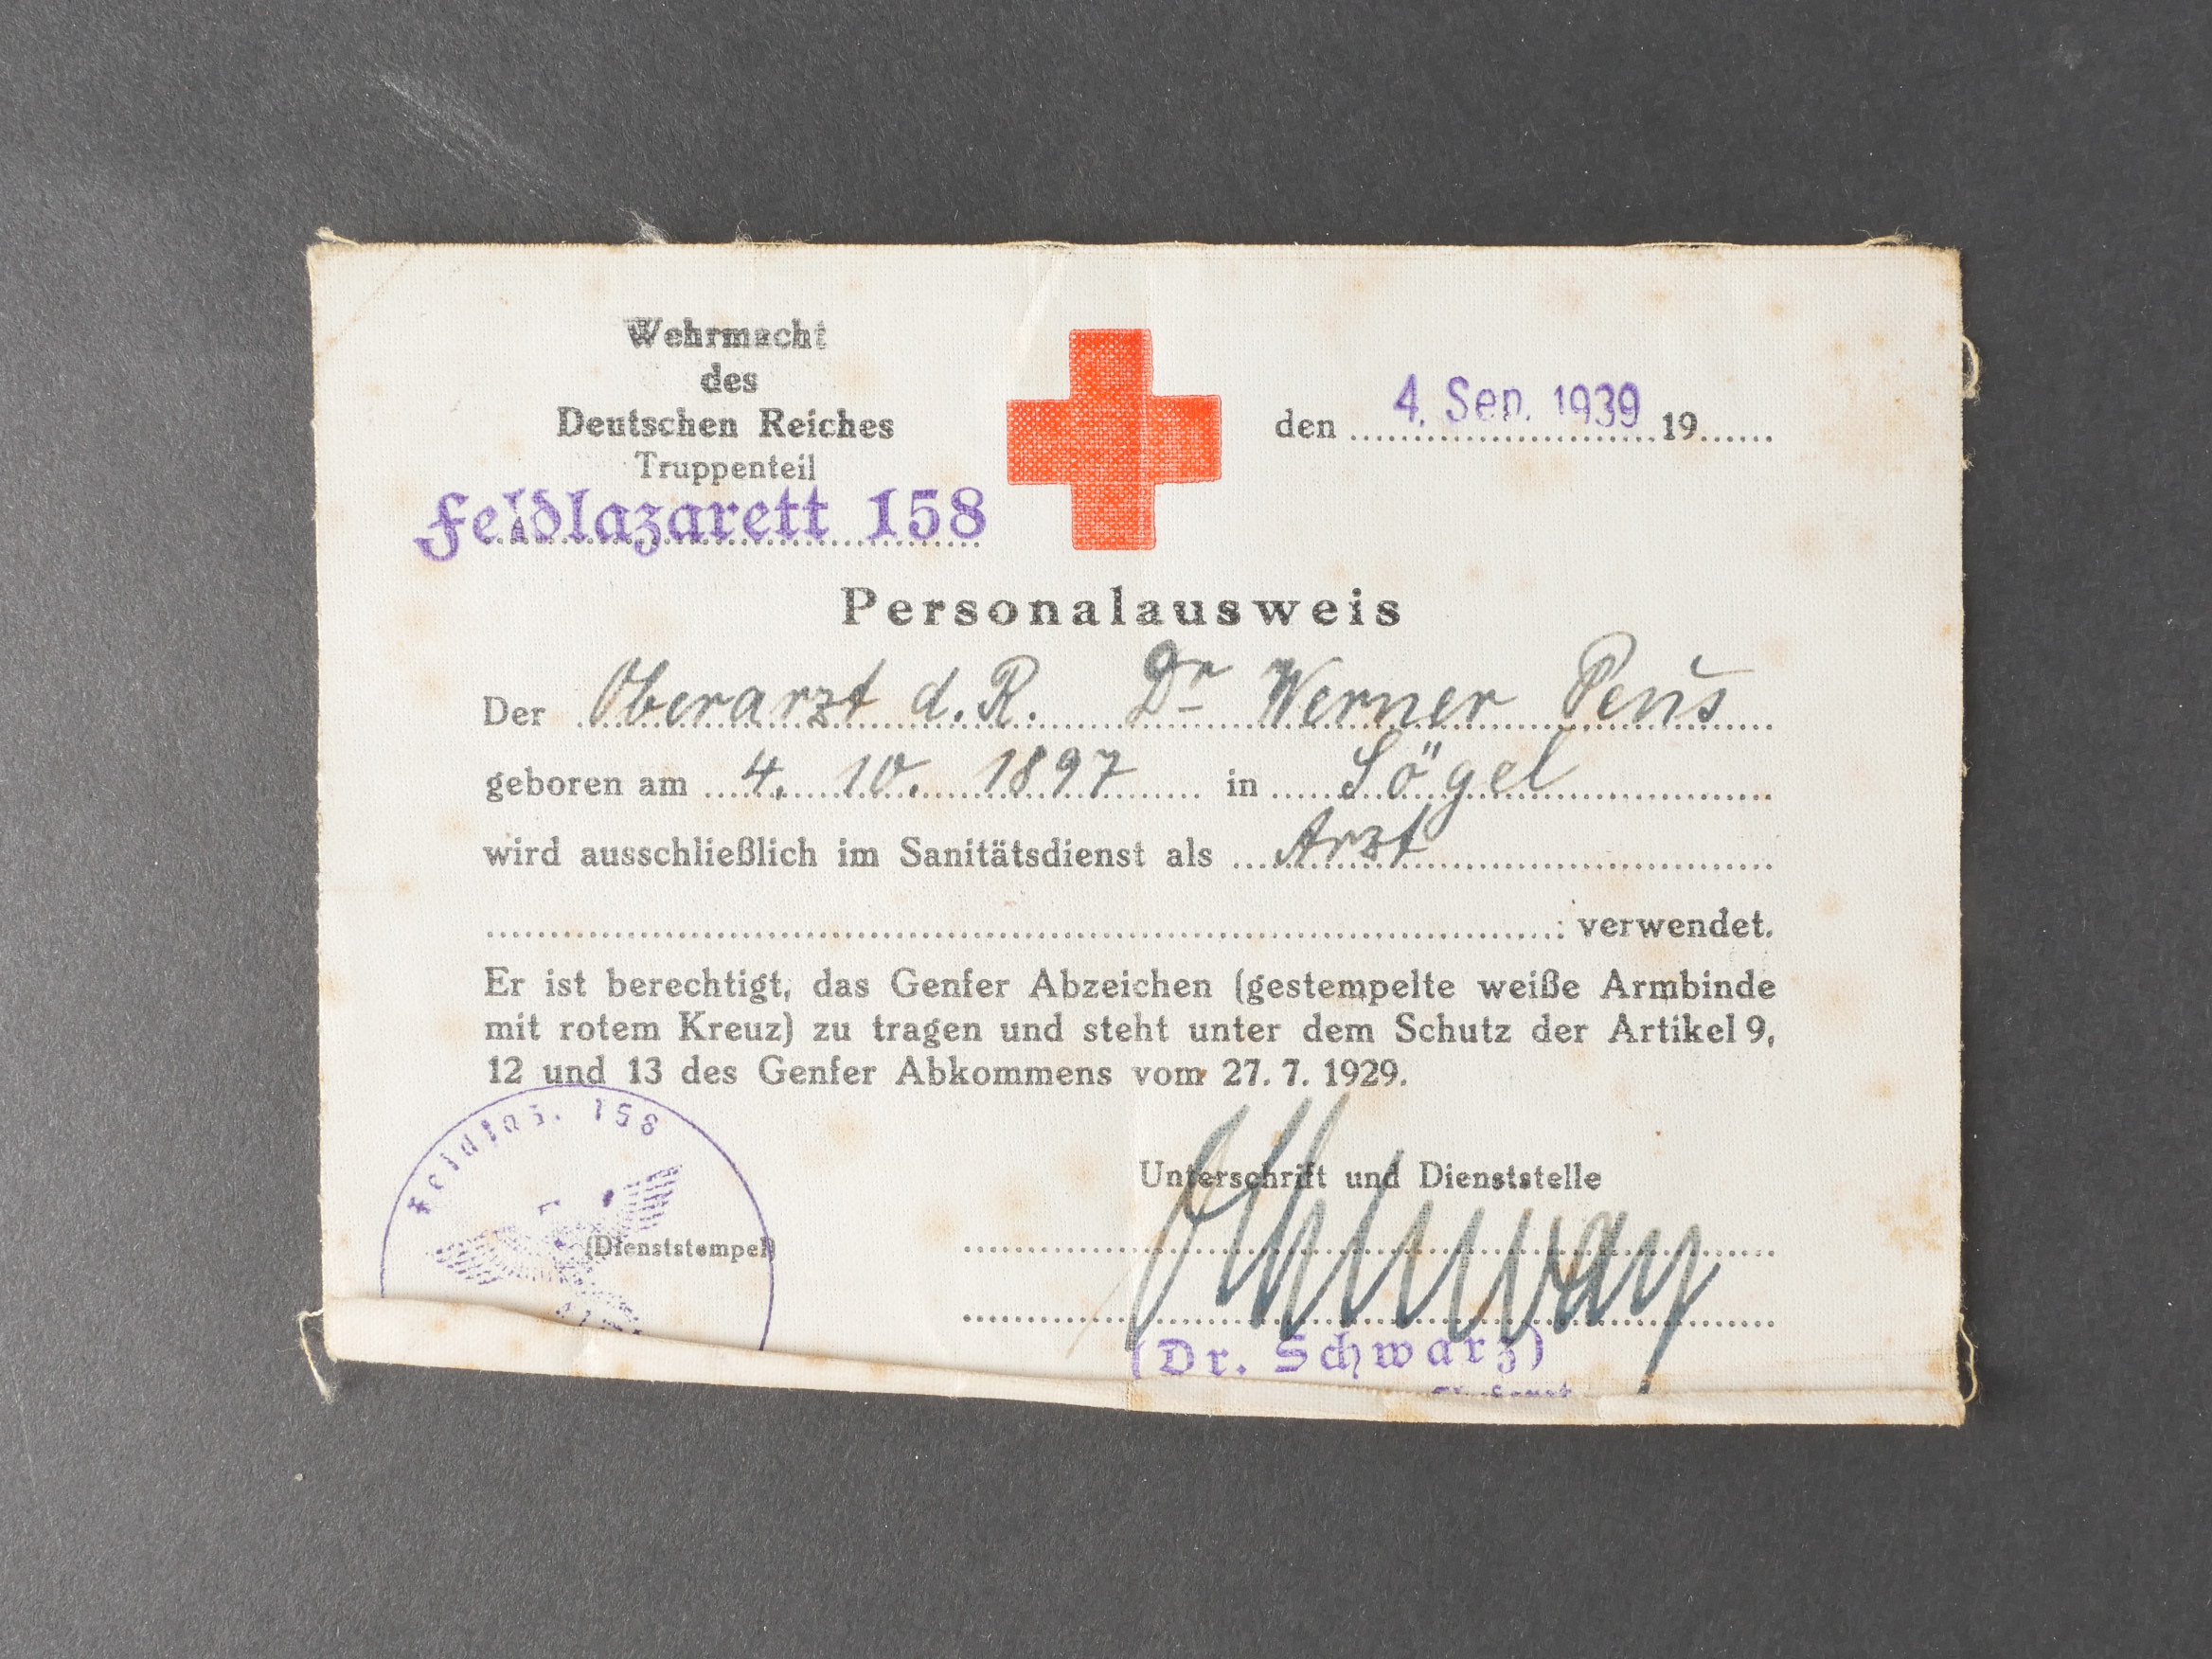 Wehrmacht
des
Deutschen Reiches
Truppenteil
Feldlazarett 158
den 4. Sep. 1939 19......
Personalausweis
Der Oberarzt d. R. Dr Werner Peus
geboren am 4. 10. 1897 in Sögel
wird ausschließlich im Sanitätsdienst als Arzt
verwendet.
Er ist berechtigt, das Genfer Abzeichen (gestempelte weiße Armbinde
mit rotem Kreuz) zu tragen und steht unter dem Schutz der Artikel 9,
12 und 13 des Genfer Abkommens vom 27. 7. 1929.
Feldlaz. 158
(Dienststempel)
Unterschrift und Dienststelle
(Dr. Schwarz)